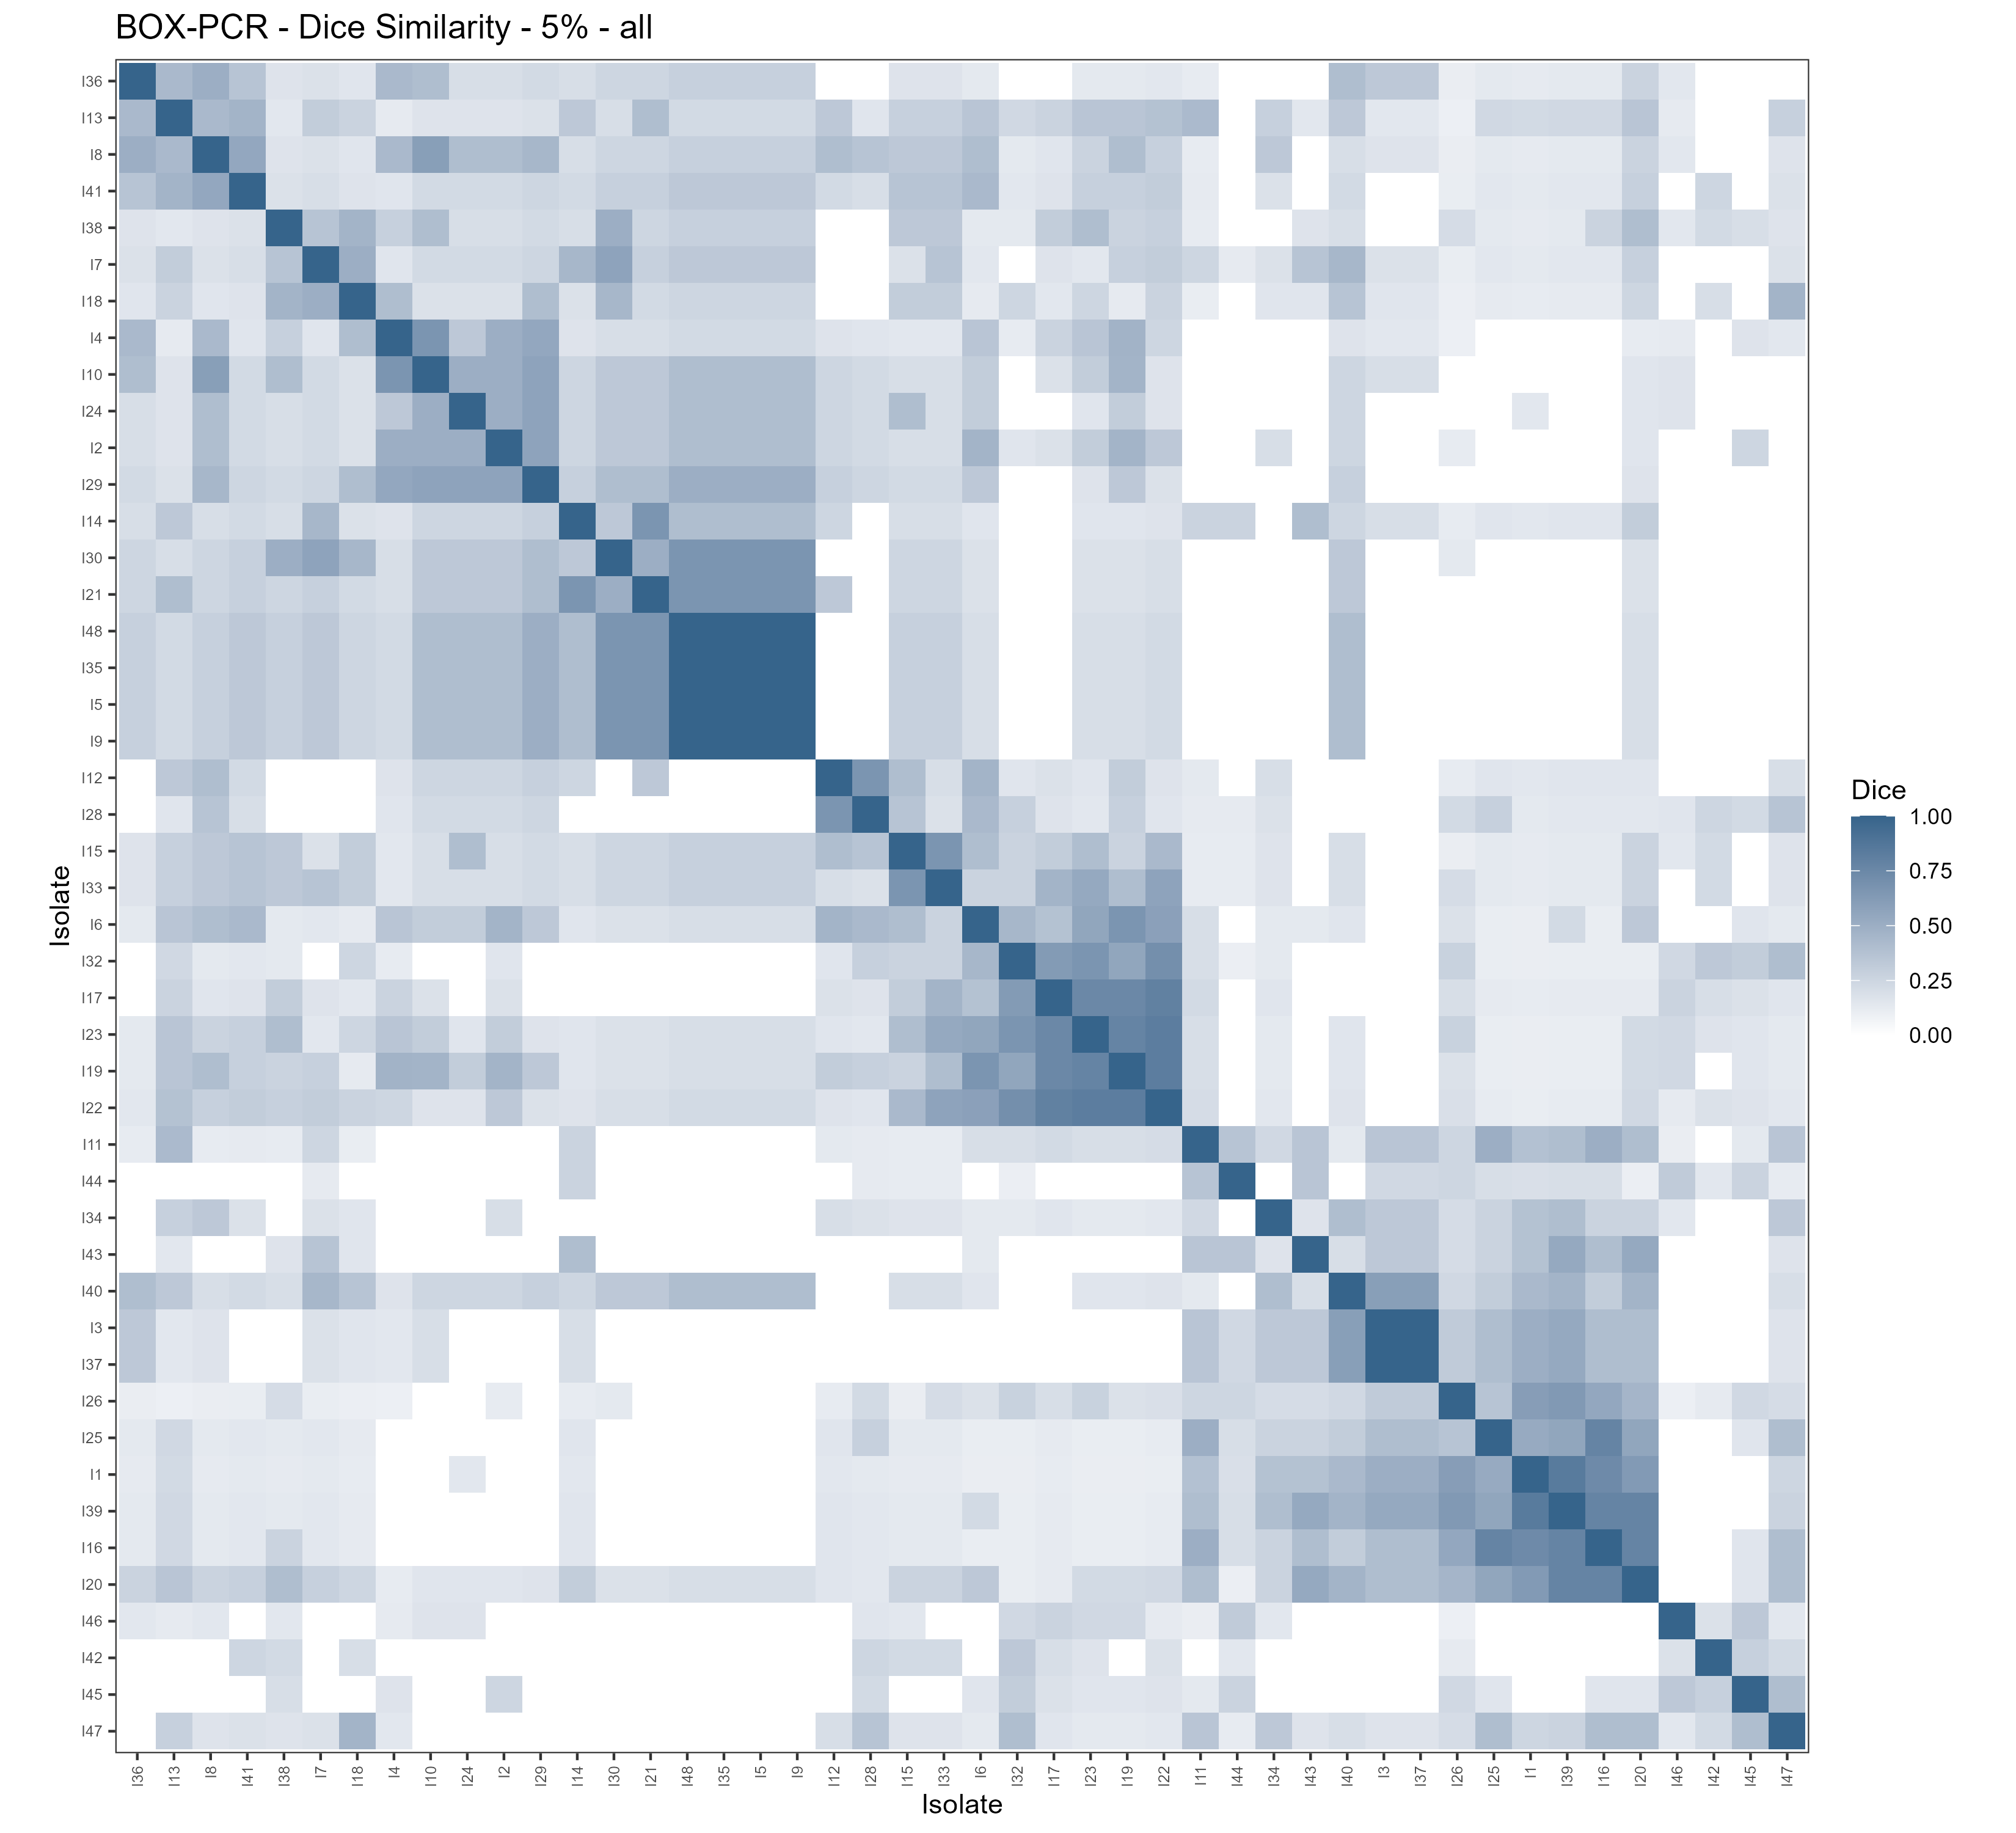 BOX-PCR - Dice Similarity - 5% - all
I36
I13
I8
I41
I38
I7
I18
I4
I10
I24
I2
I29
I14
I30
I21
I48
I35
I5
I9
I12
I28
I15
I33
I6
I32
I17
I23
I19
I22
I11
I44
I34
I43
I40
I3
I37
I26
I25
I1
I39
I16
I20
I46
I42
I45
I47
Isolate
I36 I13 I8 I41 I38 I7 I18 I4 I10 I24 I2 I29 I14 I30 I21 I48 I35 I5 I9 I12 I28 I15 I33 I6 I32 I17 I23 I19 I22 I11 I44 I34 I43 I40 I3 I37 I26 I25 I1 I39 I16 I20 I46 I42 I45 I47
Isolate
Dice
1.00
0.75
0.50
0.25
0.00